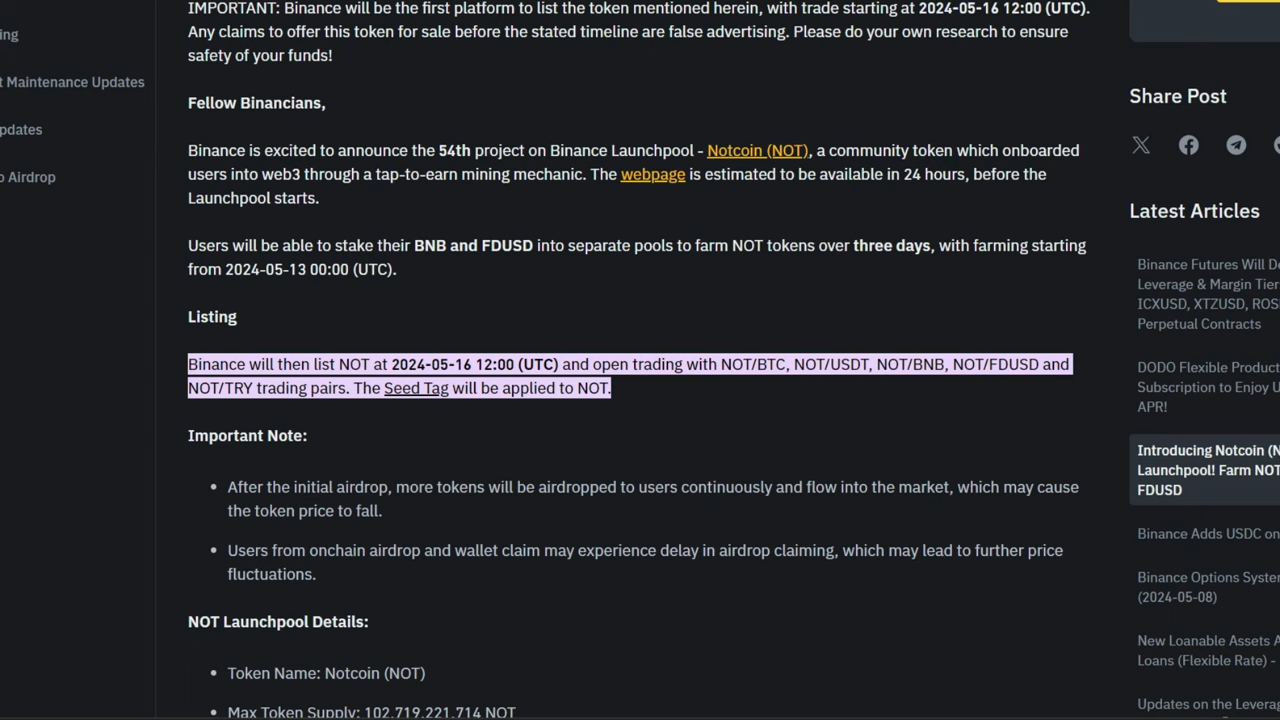 IMPORTANT: Binance will be the first platform to list the token mentioned herein, with trade starting at 2024-05-16 12:00 (UTC).
Any claims to offer this token for sale before the stated timeline are false advertising. Please do your own research to ensure
safety of your funds!
ing
t Maintenance Updates
pdates
o Airdrop
Fellow Binancians,
Binance is excited to announce the 54th project on Binance Launchpool - Notcoin (NOT), a community token which onboarded
users into web3 through a tap-to-earn mining mechanic. The webpage is estimated to be available in 24 hours, before the
Launchpool starts.
Users will be able to stake their BNB and FDUSD into separate pools to farm NOT tokens over three days, with farming starting
from 2024-05-13 00:00 (UTC).
Listing
Binance will then list NOT at 2024-05-16 12:00 (UTC) and open trading with NOT/BTC, NOT/USDT, NOT/BNB, NOT/FDUSD and
NOT/TRY trading pairs. The Seed Tag will be applied to NOT.
Important Note:
• After the initial airdrop, more tokens will be airdropped to users continuously and flow into the market, which may cause
the token price to fall.
• Users from onchain airdrop and wallet claim may experience delay in airdrop claiming, which may lead to further price
fluctuations.
NOT Launchpool Details:
• Token Name: Notcoin (NOT)
• Max Token Supply: 102,719,221,714 NOT
Share Post
Latest Articles
Binance Futures Will De
Leverage & Margin Tier
ICXUSD, XTZUSD, ROS
Perpetual Contracts
DODO Flexible Product
Subscription to Enjoy U
APR!
Introducing Notcoin (N
Launchpool! Farm NOT
FDUSD
Binance Adds USDC on
Binance Options Syste
(2024-05-08)
New Loanable Assets A
Loans (Flexible Rate) -
Updates on the Leverag